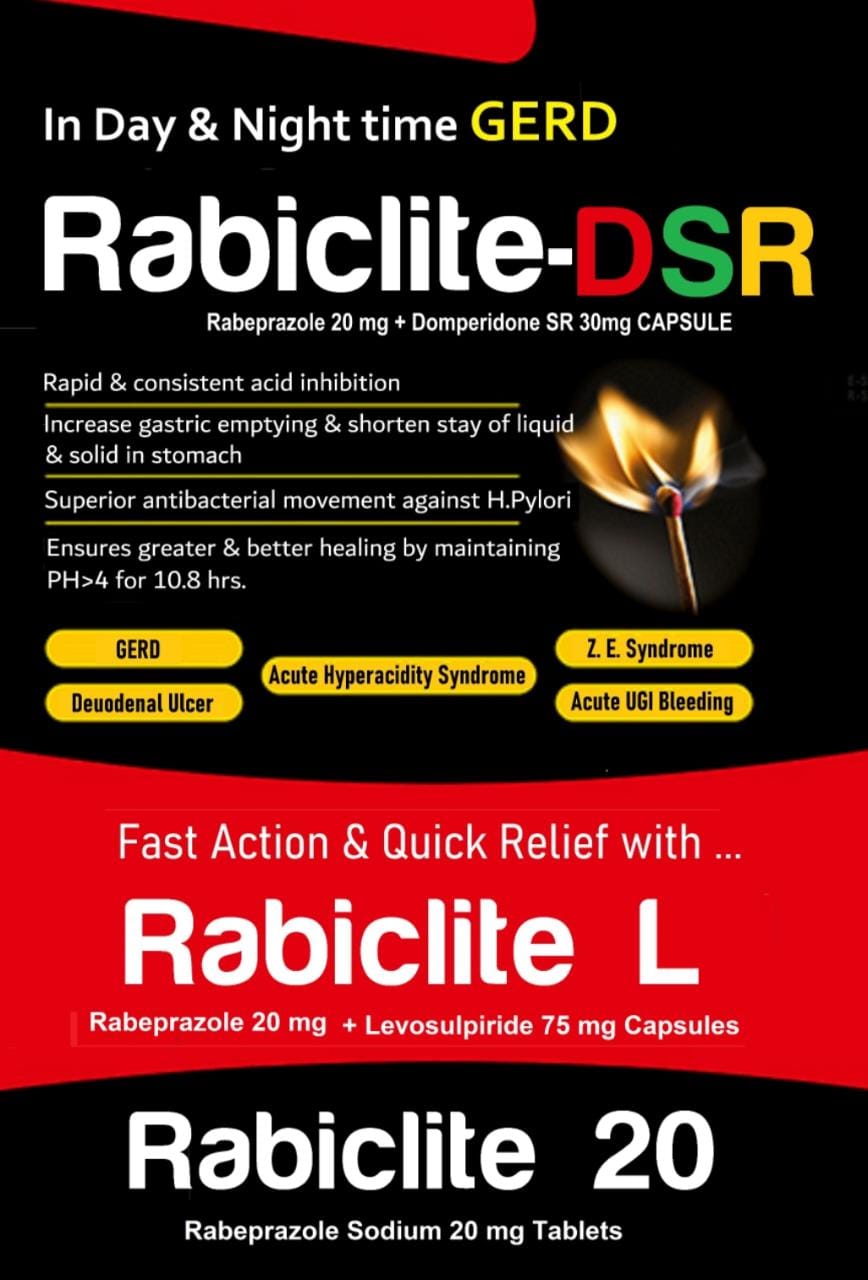 In Day & Night time GERD
Rabiclite-DSR
Rabeprazole 20 mg + Domperidone SR 30mg CAPSULE
Rapid & consistent acid inhibition
Increase gastric emptying & shorten stay of liquid
& solid in stomach
Superior antibacterial movement against H.Pylori
Ensures greater & better healing by maintaining
PH>4 for 10.8 hrs.
GERD
Deuodenal Ulcer
Acute Hyperacidity Syndrome
Z. E. Syndrome
Acute UGI Bleeding
Fast Action & Quick Relief with ...
Rabiclite L
Rabeprazole 20 mg + Levosulpiride 75 mg Capsules
Rabiclite 20
Rabeprazole Sodium 20 mg Tablets